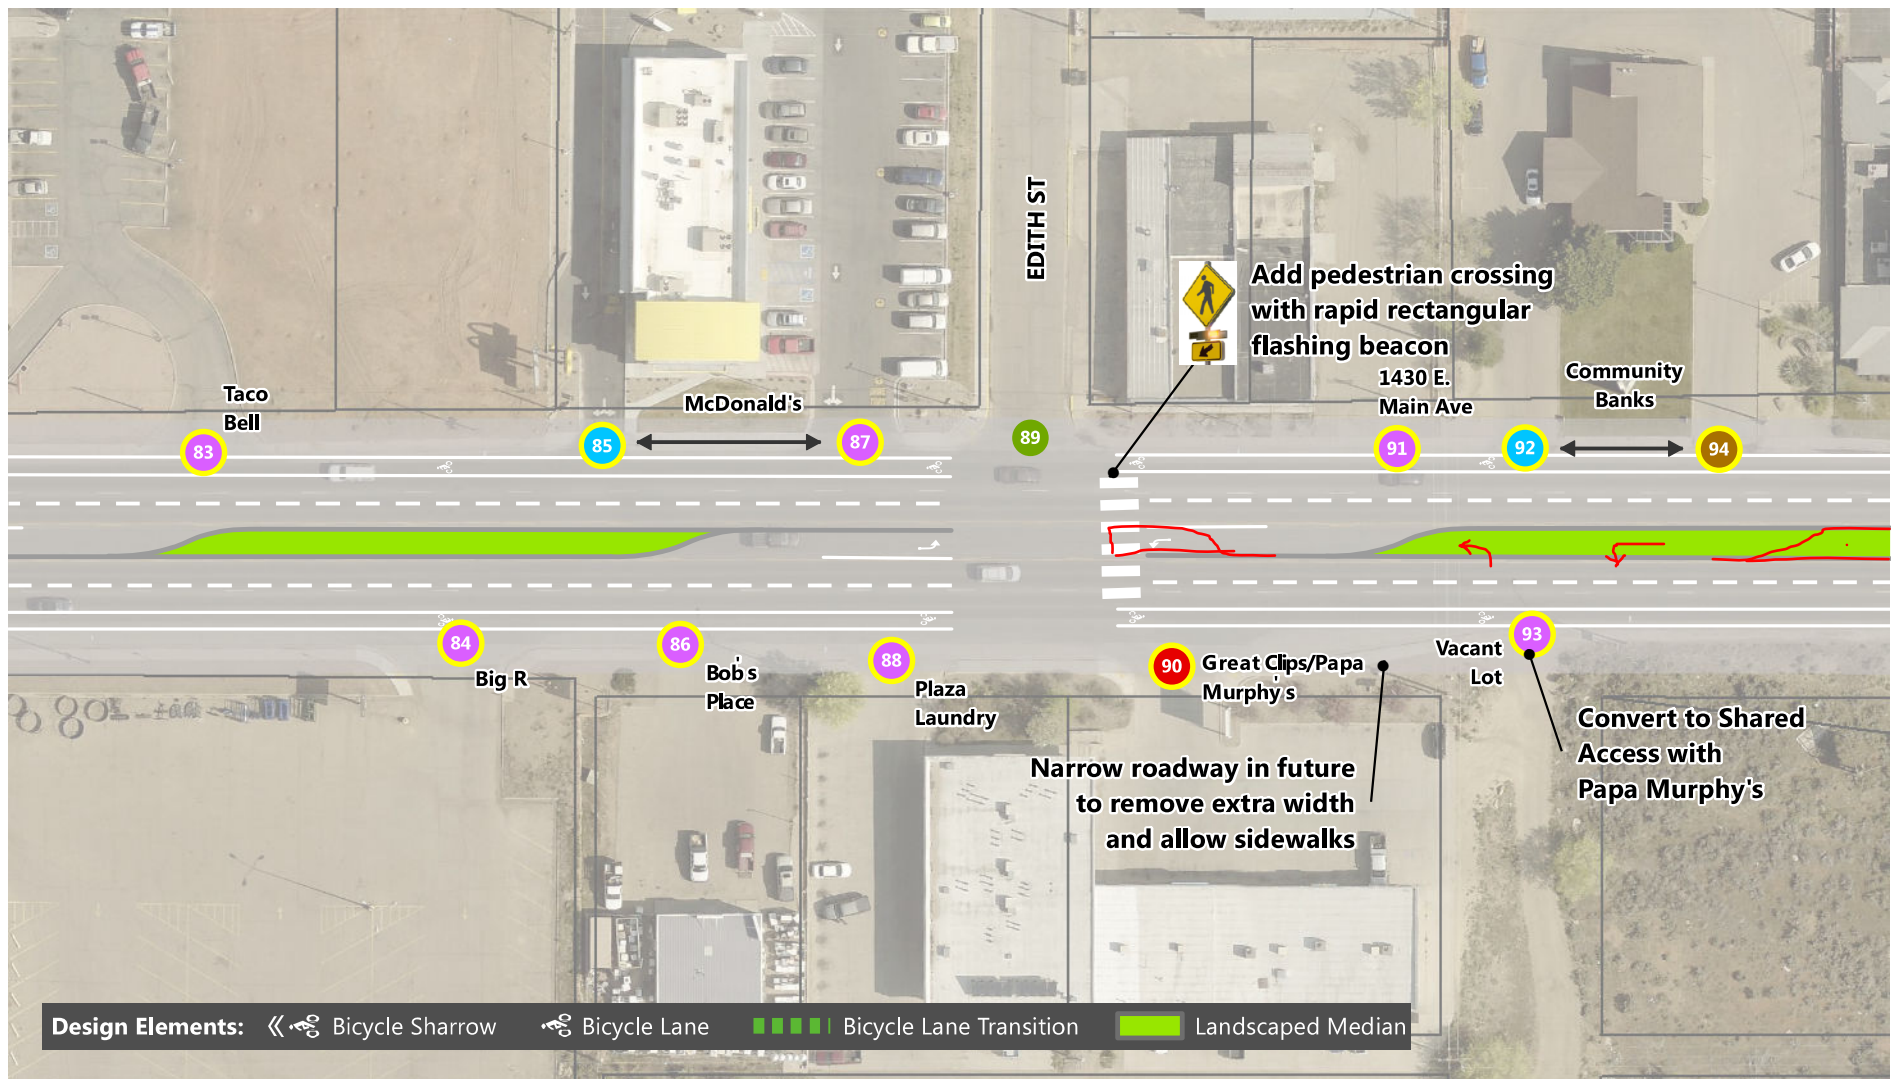 EDITH ST
Add pedestrian crossing
with rapid rectangular
flashing beacon
1430 E.
Main Ave
Community
Banks
Taco
Bell
McDonald's
83
85
87
89
91
92
94
84
86
88
90
93
Big R
Bob's
Place
Plaza
Laundry
Great Clips/Papa
Murphy's
Vacant
Lot
Narrow roadway in future
to remove extra width
and allow sidewalks
Convert to Shared
Access with
Papa Murphy's
Design Elements: Bicycle Sharrow Bicycle Lane Bicycle Lane Transition Landscaped Median